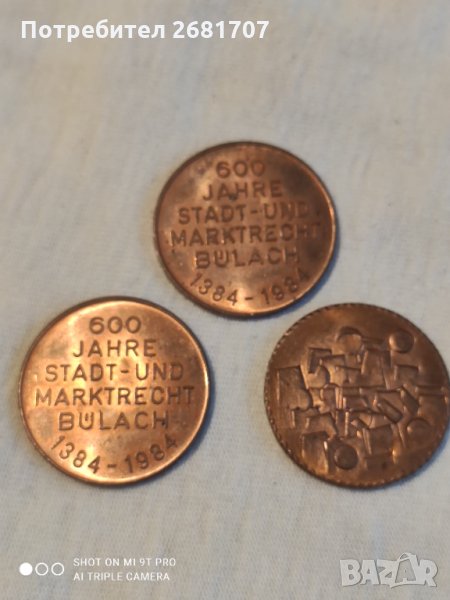 Потребител 2681707
600
JAHRE
STADT-UND
MARKTRECHT
BÜLACH
1384-1984
600
JAHRE
STADT-UND
MARKTRECHT
BÜLACH
1384-1984
SHOT ON MI 9T PRO
AI TRIPLE CAMERA
BAZAR